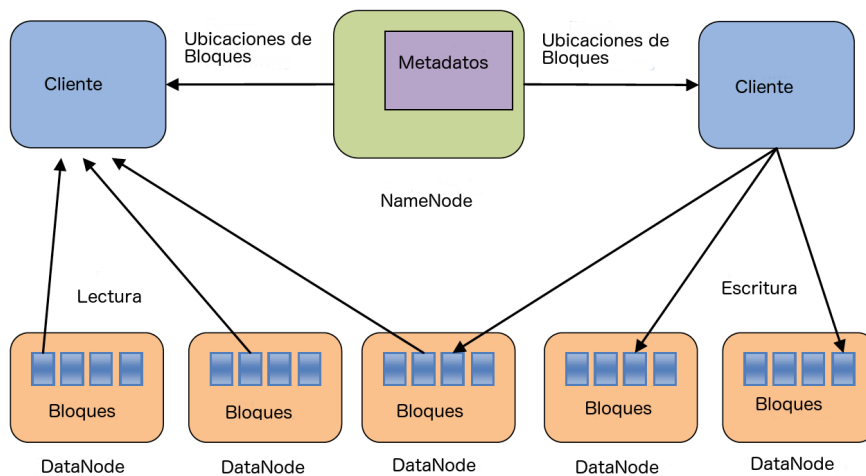 Ubicaciones de
Bloques
Ubicaciones de
Bloques
Metadatos
Cliente
Cliente
NameNode
Lectura
Escritura
Bloques
Bloques
Bloques
Bloques
Bloques
DataNode
DataNode
DataNode
DataNode
DataNode